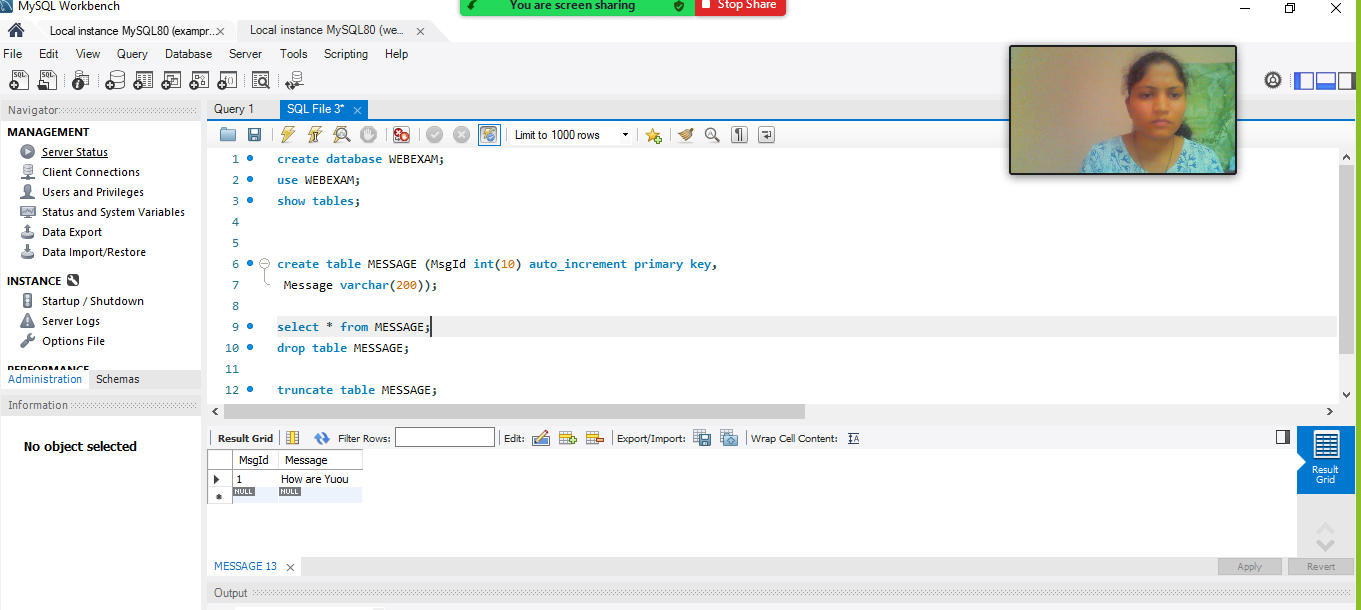 MySQL Workbench
You are screen sharing
Stop Share
Local instance MySQL80 (exampr... ×
Local instance MySQL80 (we... ×
File Edit View Query Database Server Tools Scripting Help
Navigator
Query 1
SQL File 3* ×
MANAGEMENT
Server Status
Client Connections
Users and Privileges
Status and System Variables
Data Export
Data Import/Restore
INSTANCE
Startup / Shutdown
Server Logs
Options File
PERFORMANCE
Administration Schemas
Information
No object selected
Limit to 1000 rows
1 create database WEBEXAM;
2 use WEBEXAM;
3 show tables;
4
5
6 create table MESSAGE (MsgId int(10) auto_increment primary key,
7 Message varchar(200));
8
9 select * from MESSAGE;
10 drop table MESSAGE;
11
12 truncate table MESSAGE;
Result Grid Filter Rows: Edit: Export/Import: Wrap Cell Content:
MsgId Message
1 How are Yuou
NULL NULL
Result
Grid
MESSAGE 13 ×
Apply Revert
Output